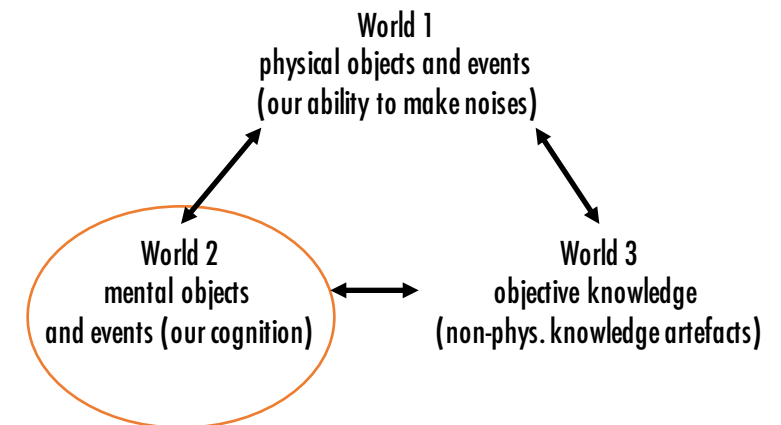 World 1
physical objects and events
(our ability to make noises)
World 2
mental objects
and events (our cognition)
World 3
objective knowledge
(non-phys. knowledge artefacts)